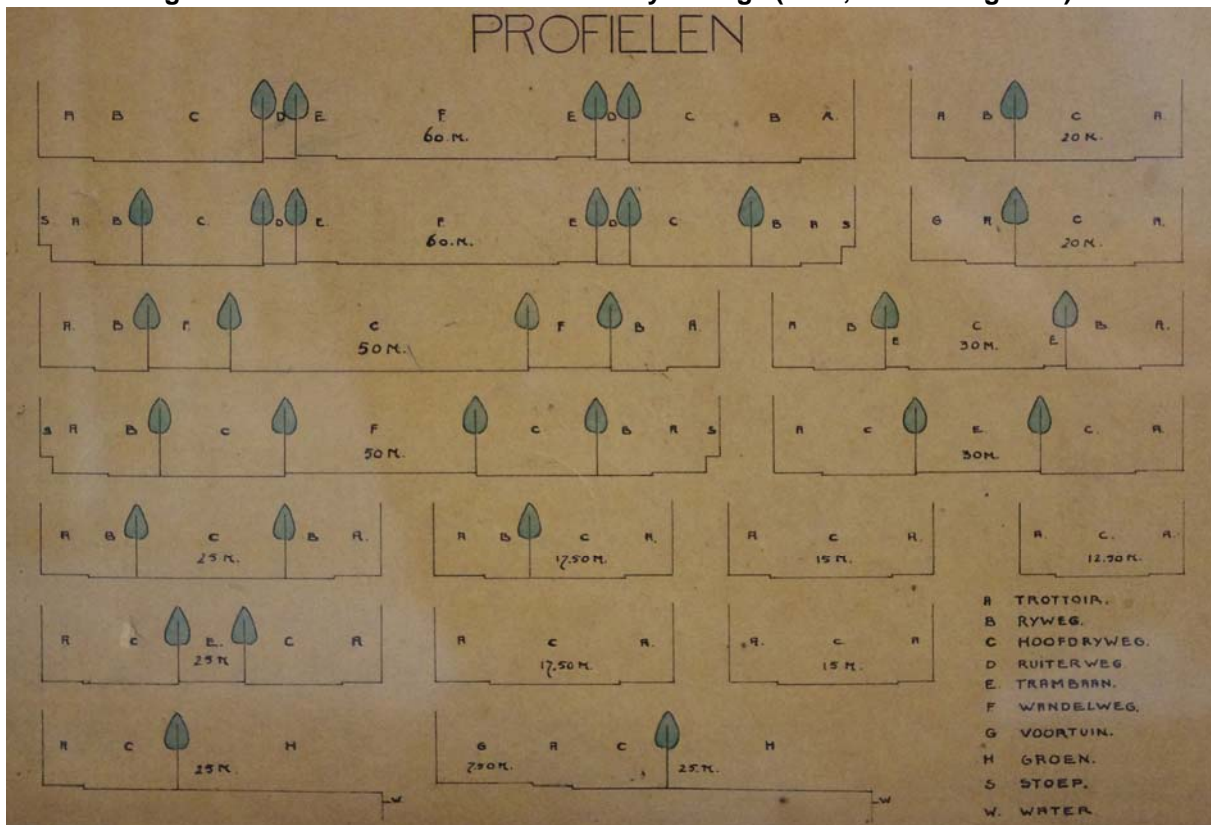 PROFIELEN
A B C D E. F. E D C B A.
60.M.
A B C A.
20 M.
S A B C. D E. F. E D C B A S
60.M.
G A C A.
20 M.
A. B F. C F B A.
50 M.
A B E C E B. A.
30 M.
S A B C F C B A S
50 M.
A C E. C. A.
30 M.
A B C B A.
25 M.
A B C A.
17.50 M.
A C A.
15 M.
A. C. A.
12.50 M.
A C E. C A
25 M
A C A.
17.50 M.
A. C. A
15 M.
A C H
25 M.
W.
G A C H
7.50 M. 25 M.
W
A TROTTOIR.
B RYWEG.
C HOOFDRYWEG.
D RUITERWEG
E. TRAMBAAN.
F WANDELWEG.
G VOORTUIN.
H GROEN.
S STOEP.
W. WATER